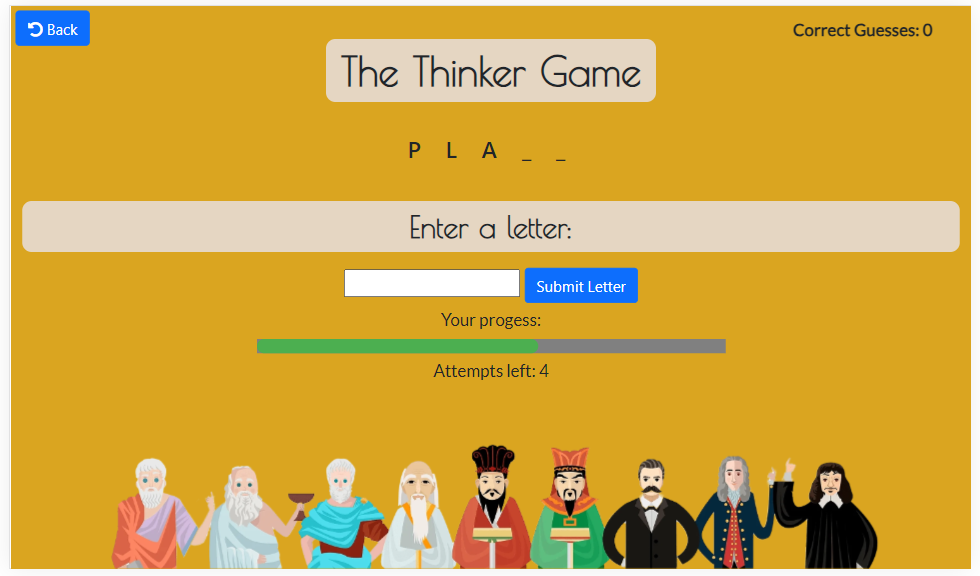 Back
Correct Guesses: 0
The Thinker Game
P L A _ _
Enter a letter:
Submit Letter
Your progess:
Attempts left: 4